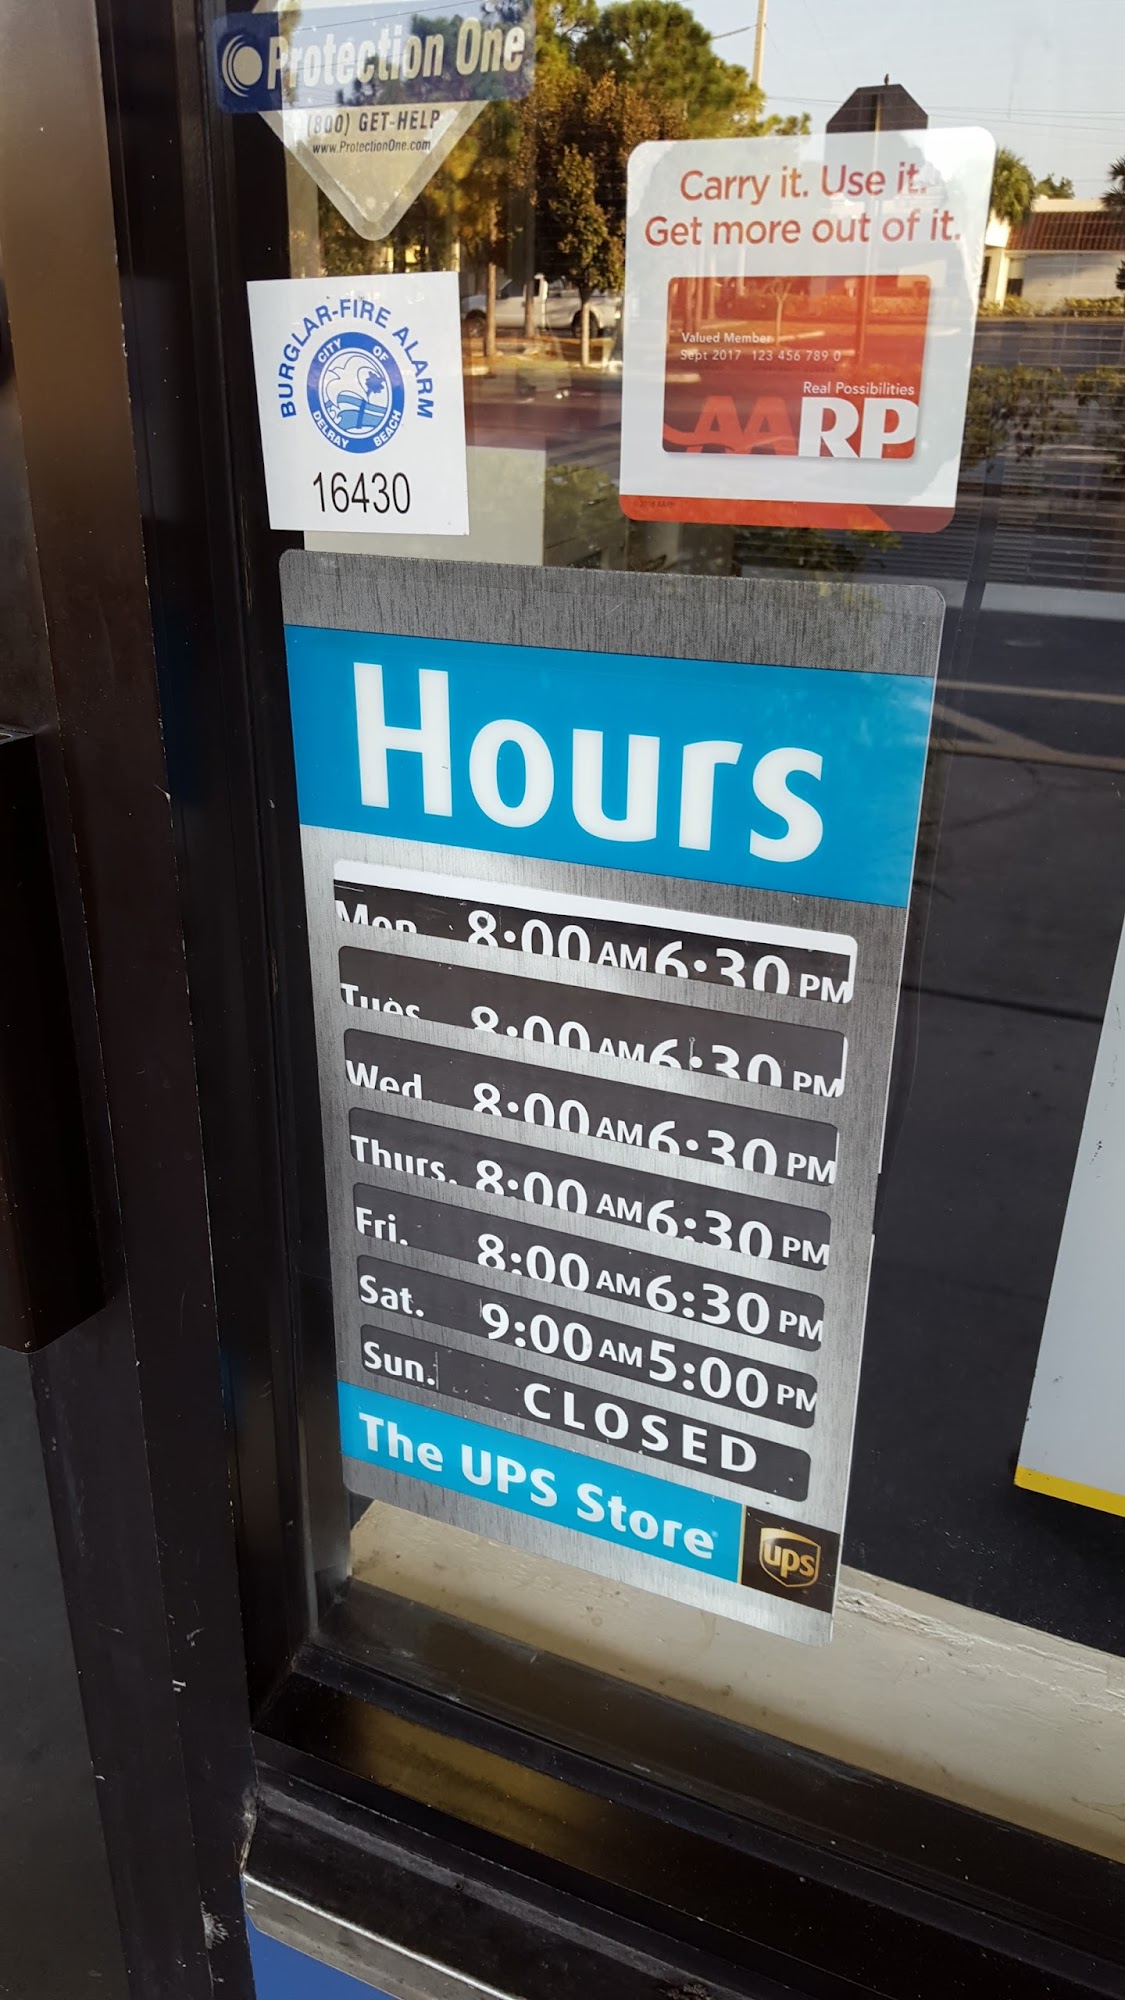 Protection One
(800) GET-HELP
www.ProtectionOne.com
Carry it. Use it.
Get more out of it.
Valued Member
Sept 2017 123 456 789 0
Real Possibilities
AARP
BURGLAR-FIRE ALARM
CITY OF
DELRAY BEACH
16430
Hours
Mon. 8:00 AM 6:30 PM
Tues. 8:00 AM 6:30 PM
Wed. 8:00 AM 6:30 PM
Thurs. 8:00 AM 6:30 PM
Fri. 8:00 AM 6:30 PM
Sat. 9:00 AM 5:00 PM
Sun. CLOSED
The UPS Store
ups